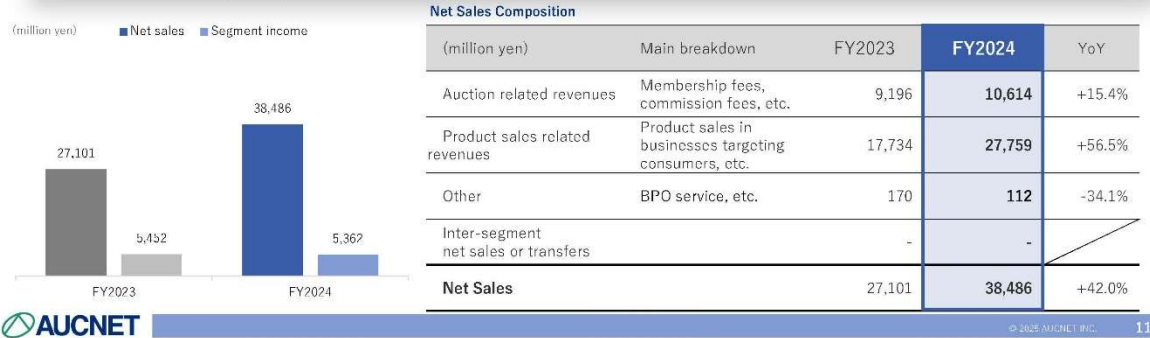 Net Sales Composition
(million yen) Net sales Segment income
27,101
5,452
38,486
5,362
FY2023 FY2024
(million yen) Main breakdown FY2023 FY2024 YoY
Auction related revenues Membership fees, commission fees, etc. 9,196 10,614 +15.4%
Product sales related revenues Product sales in businesses targeting consumers, etc. 17,734 27,759 +56.5%
Other BPO service, etc. 170 112 -34.1%
Inter-segment net sales or transfers - -
Net Sales 27,101 38,486 +42.0%
AUCNET
© 2025 AUCNET INC. 11